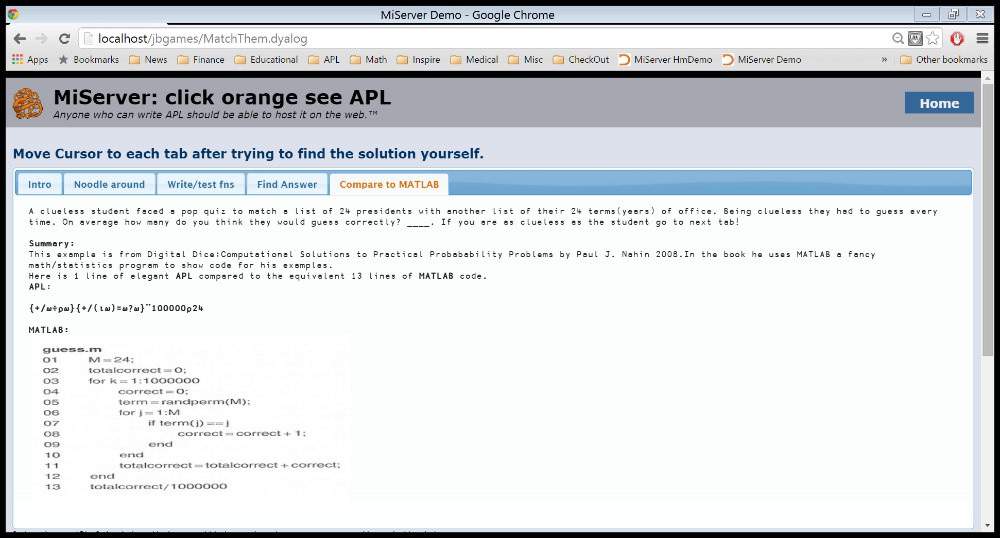 MiServer Demo - Google Chrome
localhost/jbgames/MatchThem.dyalog
Apps Bookmarks News Finance Educational APL Math Inspire Medical Misc CheckOut MiServer HmDemo MiServer Demo » Other bookmarks
MiServer: click orange see APL
Anyone who can write APL should be able to host it on the web.™
Home
Move Cursor to each tab after trying to find the solution yourself.
Intro Noodle around Write/test fns Find Answer Compare to MATLAB
A clueless student faced a pop quiz to match a list of 24 presidents with another list of their 24 terms(years) of office. Being clueless they had to guess every
time. On average how many do you think they would guess correctly? ____. If you are as clueless as the student go to next tab!
Summary:
This example is from Digital Dice:Computational Solutions to Practical Probabability Problems by Paul J. Nahin 2008.In the book he uses MATLAB a fancy
math/statistics program to show code for his examples.
Here is 1 line of elegant APL compared to the equivalent 13 lines of MATLAB code.
APL:
{+/⍵÷⍴⍵}{+/(⍳⍵)=⍵?⍵}¨100000⍴24
MATLAB:
guess.m
01 M = 24;
02 totalcorrect = 0;
03 for k = 1:1000000
04 correct = 0;
05 term = randperm(M);
06 for j = 1:M
07 if term(j) == j
08 correct = correct + 1;
09 end
10 end
11 totalcorrect = totalcorrect + correct;
12 end
13 totalcorrect/1000000